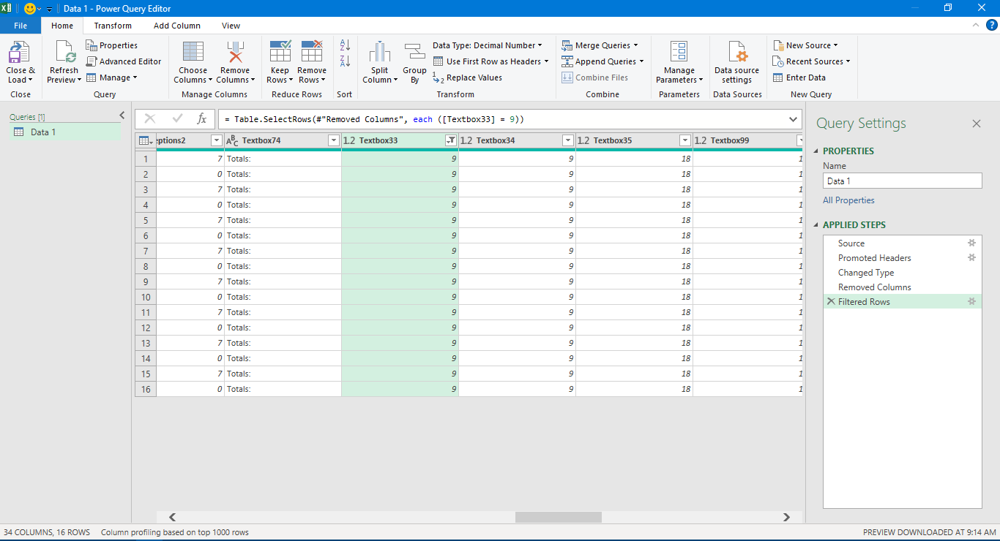 Data 1 - Power Query Editor
File Home Transform Add Column View
Close & Load
Close
Refresh Preview
Properties
Advanced Editor
Manage
Query
Choose Columns
Remove Columns
Manage Columns
Keep Rows
Remove Rows
Reduce Rows
Sort
Split Column
Group By
Data Type: Decimal Number
Use First Row as Headers
Replace Values
Transform
Merge Queries
Append Queries
Combine Files
Combine
Manage Parameters
Parameters
Data source settings
Data Sources
New Source
Recent Sources
Enter Data
New Query
Queries [1]
Data 1
fx = Table.SelectRows(#"Removed Columns", each ([Textbox33] = 9))
ptions2 ABC Textbox74 1.2 Textbox33 1.2 Textbox34 1.2 Textbox35 1.2 Textbox99
1 7 Totals: 9 9 18 1
2 0 Totals: 9 9 18 1
3 7 Totals: 9 9 18 1
4 0 Totals: 9 9 18 1
5 7 Totals: 9 9 18 1
6 0 Totals: 9 9 18 1
7 7 Totals: 9 9 18 1
8 0 Totals: 9 9 18 1
9 7 Totals: 9 9 18 1
10 0 Totals: 9 9 18 1
11 7 Totals: 9 9 18 1
12 0 Totals: 9 9 18 1
13 7 Totals: 9 9 18 1
14 0 Totals: 9 9 18 1
15 7 Totals: 9 9 18 1
16 0 Totals: 9 9 18 1
Query Settings
PROPERTIES
Name
Data 1
All Properties
APPLIED STEPS
Source
Promoted Headers
Changed Type
Removed Columns
Filtered Rows
34 COLUMNS, 16 ROWS Column profiling based on top 1000 rows PREVIEW DOWNLOADED AT 9:14 AM